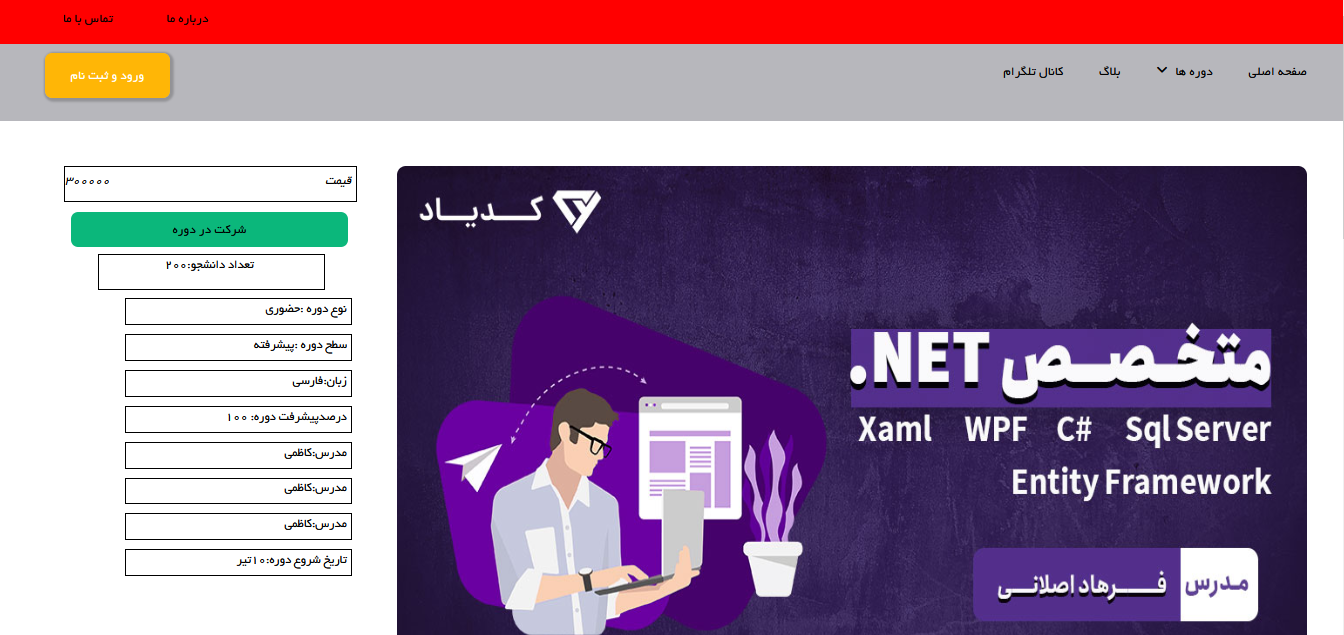 درباره ما
تماس با ما
صفحه اصلی
دوره ها
بلاگ
کانال تلگرام
ورود و ثبت نام
کدیاد
متخصص NET.
Xaml WPF C# Sql Server
Entity Framework
مدرس فرهاد اصلانی
قیمت ۳۰۰۰۰۰
شرکت در دوره
تعداد دانشجو:۲۰۰
نوع دوره :حضوری
سطح دوره :پیشرفته
زبان:فارسی
درصدپیشرفت دوره: ۱۰۰
مدرس:کاظمی
مدرس:کاظمی
مدرس:کاظمی
تاریخ شروع دوره:۱۰تیر